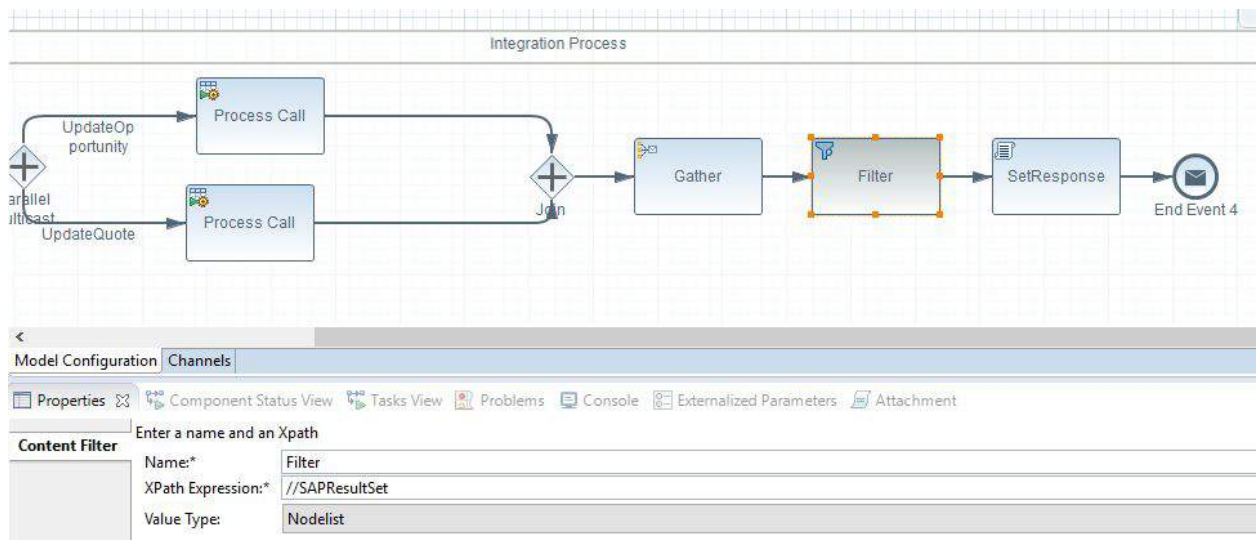 Integration Process
Process Call
UpdateOp
portunity
Gather
Filter
SetResponse
Join
End Event 4
Process Call
UpdateQuote
Model Configuration
Channels
Properties
Component Status View
Tasks View
Problems
Console
Externalized Parameters
Attachment
Content Filter
Enter a name and an Xpath
Name:* Filter
XPath Expression:* //SAPResultSet
Value Type: Nodelist